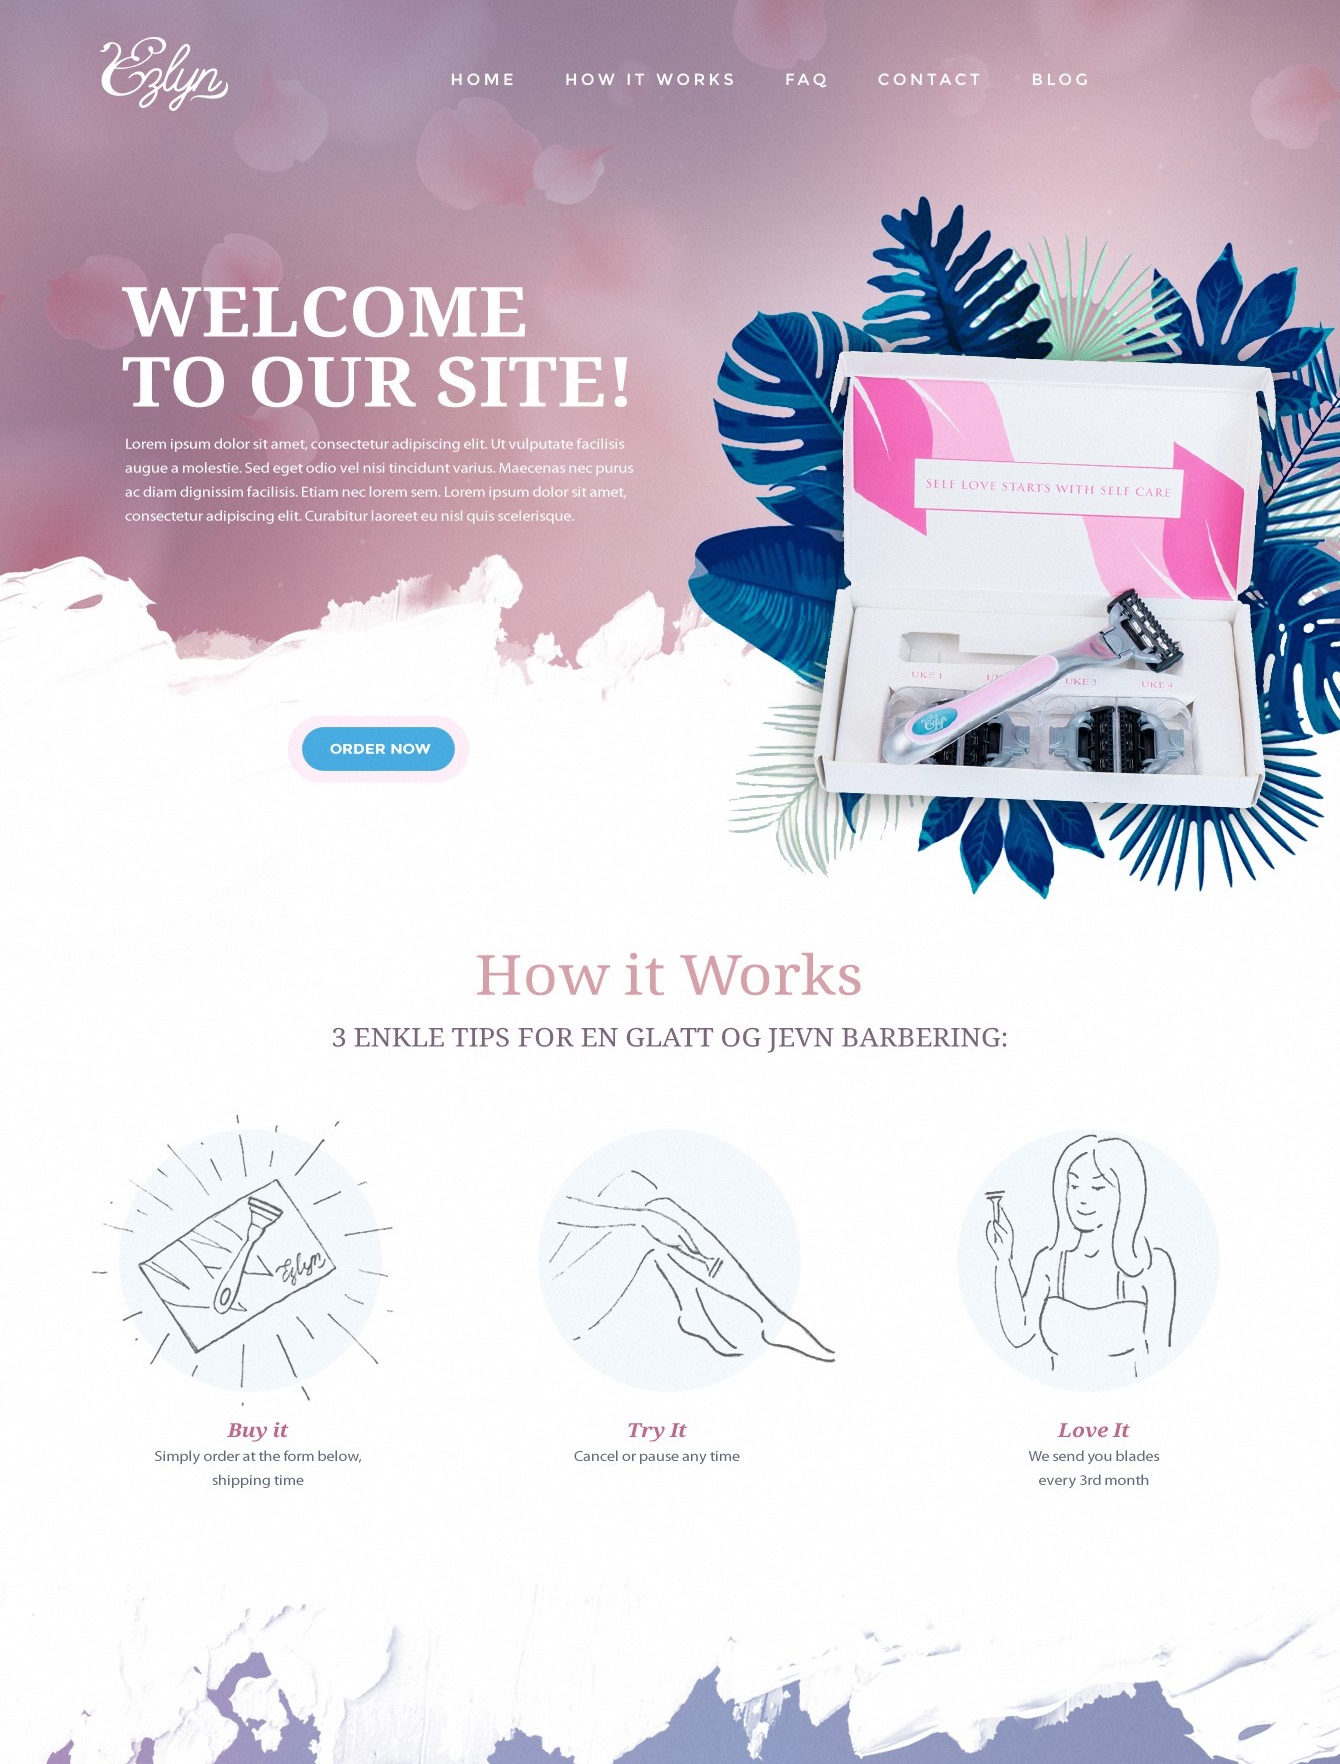 Ezlyn
HOME HOW IT WORKS FAQ CONTACT BLOG
WELCOME
TO OUR SITE!
Lorem ipsum dolor sit amet, consectetur adipiscing elit. Ut vulputate facilisis
augue a molestie. Sed eget odio vel nisi tincidunt varius. Maecenas nec purus
ac diam dignissim facilisis. Etiam nec lorem sem. Lorem ipsum dolor sit amet,
consectetur adipiscing elit. Curabitur laoreet eu nisl quis scelerisque.
SELF LOVE STARTS WITH SELF CARE
UKE 1 UKE 3 UKE 4
Ezlyn
ORDER NOW
How it Works
3 ENKLE TIPS FOR EN GLATT OG JEVN BARBERING:
Ezlyn
Buy it
Simply order at the form below,
shipping time
Try It
Cancel or pause any time
Love It
We send you blades
every 3rd month